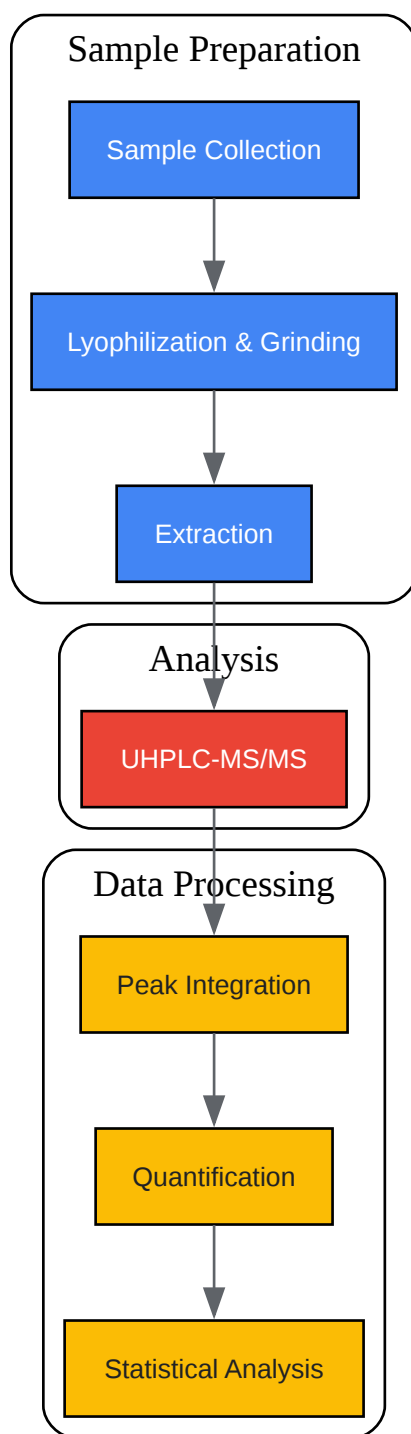 Sample Preparation
Sample Collection
Lyophilization & Grinding
Extraction
Analysis
UHPLC-MS/MS
Data Processing
Peak Integration
Quantification
Statistical Analysis